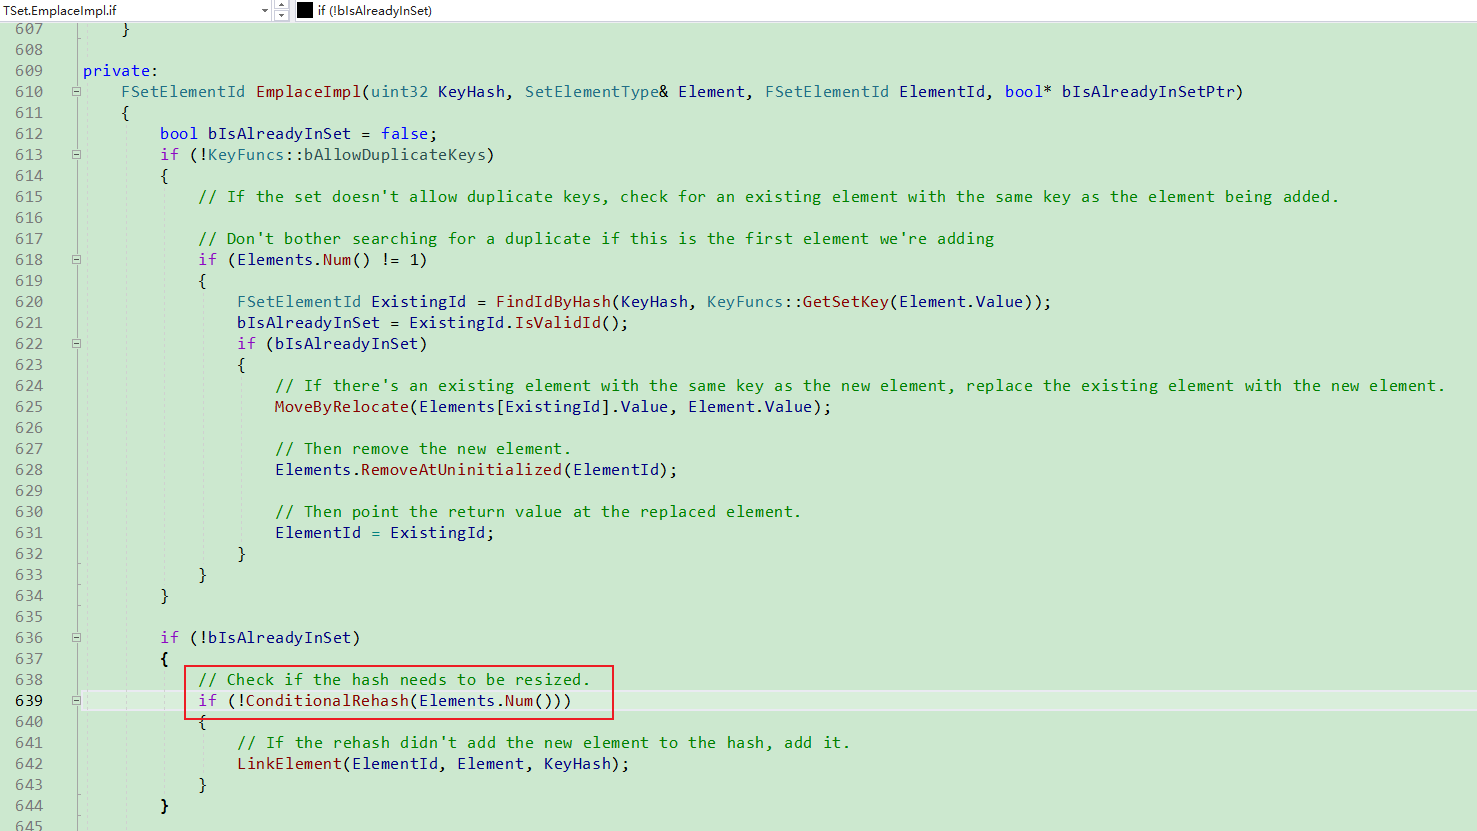 TSet.EmplaceImpl.if
if (!bIsAlreadyInSet)
607 }
608
609 private:
610 FSetElementId EmplaceImpl(uint32 KeyHash, SetElementType& Element, FSetElementId ElementId, bool* bIsAlreadyInSetPtr)
611 {
612 bool bIsAlreadyInSet = false;
613 if (!KeyFuncs::bAllowDuplicateKeys)
614 {
615 // If the set doesn't allow duplicate keys, check for an existing element with the same key as the element being added.
616
617 // Don't bother searching for a duplicate if this is the first element we're adding
618 if (Elements.Num() != 1)
619 {
620 FSetElementId ExistingId = FindIdByHash(KeyHash, KeyFuncs::GetSetKey(Element.Value));
621 bIsAlreadyInSet = ExistingId.IsValidId();
622 if (bIsAlreadyInSet)
623 {
624 // If there's an existing element with the same key as the new element, replace the existing element with the new element.
625 MoveByRelocate(Elements[ExistingId].Value, Element.Value);
626
627 // Then remove the new element.
628 Elements.RemoveAtUninitialized(ElementId);
629
630 // Then point the return value at the replaced element.
631 ElementId = ExistingId;
632 }
633 }
634 }
635
636 if (!bIsAlreadyInSet)
637 {
638 // Check if the hash needs to be resized.
639 if (!ConditionalRehash(Elements.Num()))
640 {
641 // If the rehash didn't add the new element to the hash, add it.
642 LinkElement(ElementId, Element, KeyHash);
643 }
644 }
645